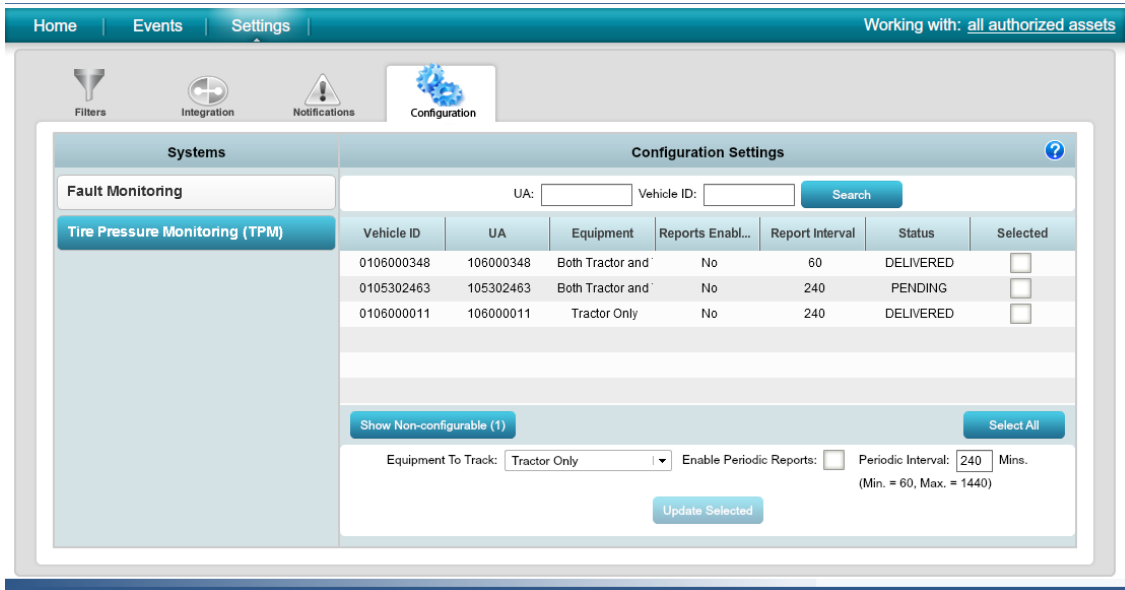 Home Events Settings Working with: all authorized assets
Filters Integration Notifications Configuration
Systems Configuration Settings ?
Fault Monitoring UA: Vehicle ID: Search
Tire Pressure Monitoring (TPM) Vehicle ID UA Equipment Reports Enabl... Report Interval Status Selected
0106000348 106000348 Both Tractor and No 60 DELIVERED
0105302463 105302463 Both Tractor and No 240 PENDING
0106000011 106000011 Tractor Only No 240 DELIVERED
Show Non-configurable (1) Select All
Equipment To Track: Tractor Only Enable Periodic Reports: Periodic Interval: 240 Mins.
(Min. = 60, Max. = 1440)
Update Selected